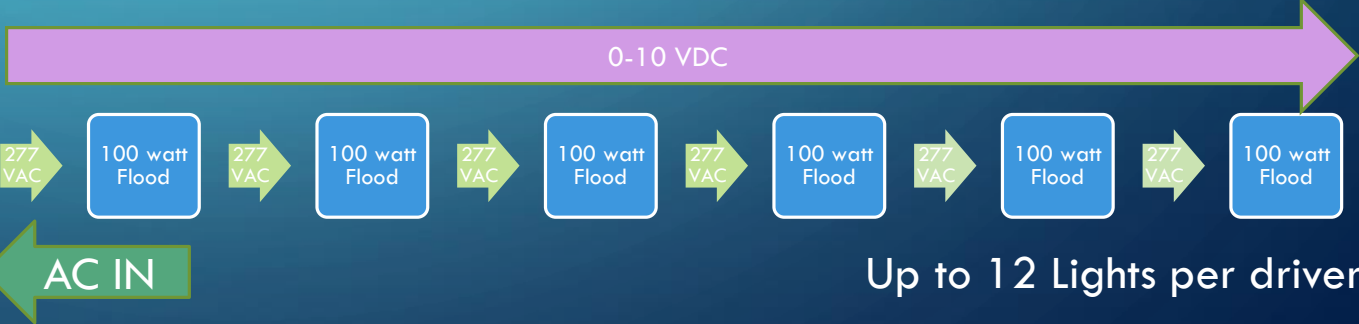 0-10 VDC
277
VAC
100 watt
Flood
277
VAC
100 watt
Flood
277
VAC
100 watt
Flood
277
VAC
100 watt
Flood
277
VAC
100 watt
Flood
277
VAC
100 watt
Flood
AC IN
Up to 12 Lights per driver